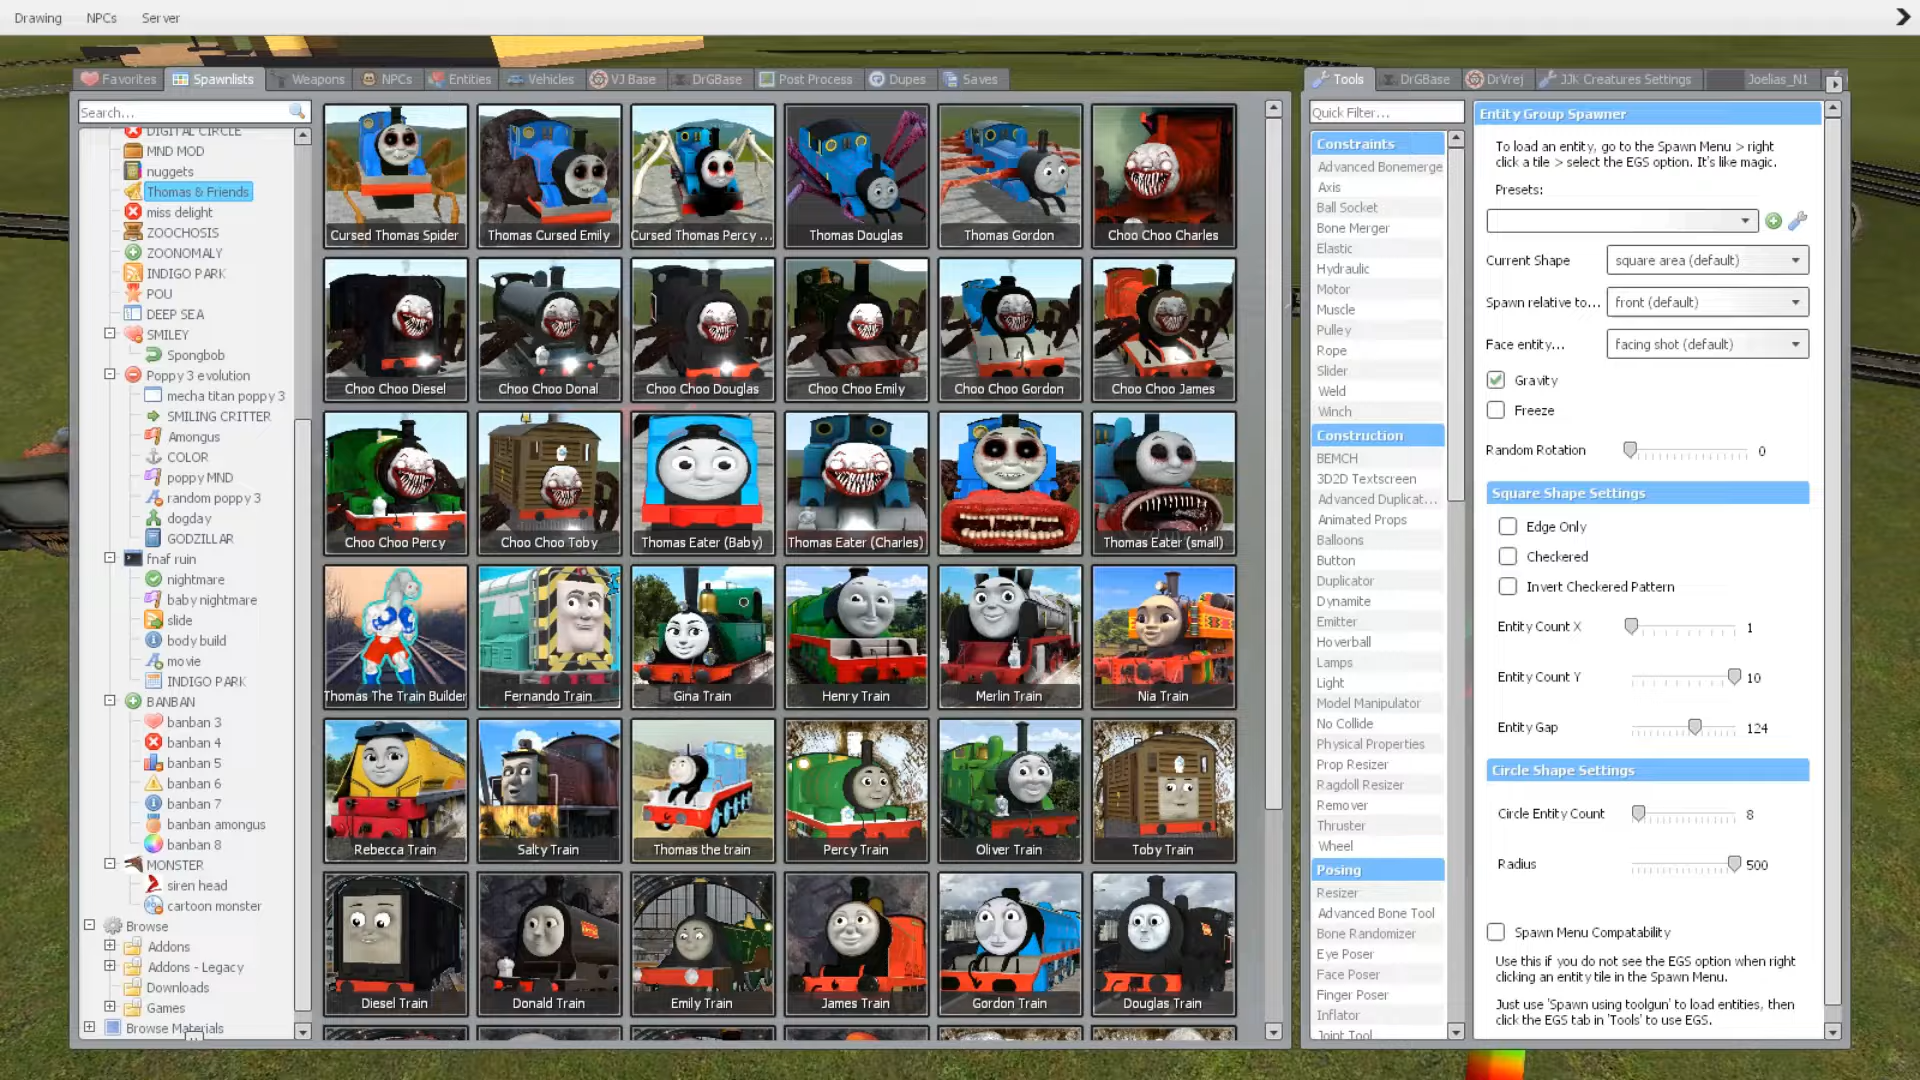 Drawing NPCs Server
Favorites Spawnlists Weapons NPCs Entities Vehicles VJ Base DrGBase Post Process Dupes Saves
Search...
DIGITAL CIRCLE
MND MOD
nuggets
Thomas & Friends
miss delight
ZOOCHOSIS
ZOONOMALY
INDIGO PARK
POU
DEEP SEA
SMILEY
Spongbob
Poppy 3 evolution
mecha titan poppy 3
SMILING CRITTER
Amongus
COLOR
poppy MND
random poppy 3
dogday
GODZILLAR
fnaf ruin
nightmare
baby nightmare
slide
body build
movie
INDIGO PARK
BANBAN
banban 3
banban 4
banban 5
banban 6
banban 7
banban amongus
banban 8
MONSTER
siren head
cartoon monster
Browse
Addons
Addons - Legacy
Downloads
Games
Browse Materials
Cursed Thomas Spider Thomas Cursed Emily Cursed Thomas Percy ... Thomas Douglas Thomas Gordon Choo Choo Charles
Choo Choo Diesel Choo Choo Donal Choo Choo Douglas Choo Choo Emily Choo Choo Gordon Choo Choo James
Choo Choo Percy Choo Choo Toby Thomas Eater (Baby) Thomas Eater (Charles) Thomas Eater (small)
Thomas The Train Builder Fernando Train Gina Train Henry Train Merlin Train Nia Train
Rebecca Train Salty Train Thomas the train Percy Train Oliver Train Toby Train
Diesel Train Donald Train Emily Train James Train Gordon Train Douglas Train
Tools DrGBase DrVrej JJK Creatures Settings Joelias_N1
Quick Filter...
Constraints
Advanced Bonemerge
Axis
Ball Socket
Bone Merger
Elastic
Hydraulic
Motor
Muscle
Pulley
Rope
Slider
Weld
Winch
Construction
BEMCH
3D2D Textscreen
Advanced Duplicat...
Animated Props
Balloons
Button
Duplicator
Dynamite
Emitter
Hoverball
Lamps
Light
Model Manipulator
No Collide
Physical Properties
Prop Resizer
Ragdoll Resizer
Remover
Thruster
Wheel
Posing
Resizer
Advanced Bone Tool
Bone Randomizer
Eye Poser
Face Poser
Finger Poser
Inflator
Joint Tool
Entity Group Spawner
To load an entity, go to the Spawn Menu > right
click a tile > select the EGS option. It's like magic.
Presets:
Current Shape square area (default)
Spawn relative to... front (default)
Face entity... facing shot (default)
Gravity
Freeze
Random Rotation 0
Square Shape Settings
Edge Only
Checkered
Invert Checkered Pattern
Entity Count X 1
Entity Count Y 10
Entity Gap 124
Circle Shape Settings
Circle Entity Count 8
Radius 500
Spawn Menu Compatability
Use this if you do not see the EGS option when right
clicking an entity tile in the Spawn Menu.
Just use 'Spawn using toolgun' to load entities, then
click the EGS tab in 'Tools' to use EGS.